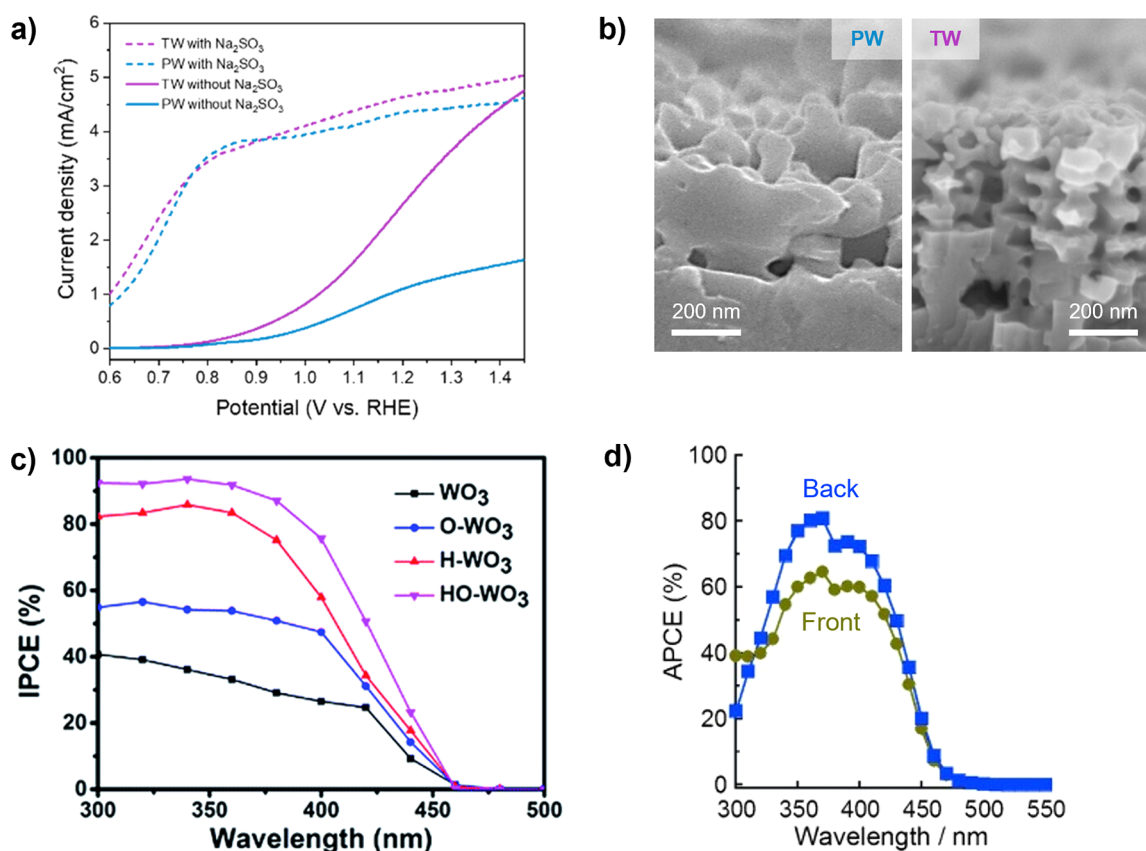 a)
6
5
4
3
2
1
0
Current density (mA/cm²)
TW with Na₂SO₃
PW with Na₂SO₃
TW without Na₂SO₃
PW without Na₂SO₃
0.6 0.7 0.8 0.9 1.0 1.1 1.2 1.3 1.4
Potential (V vs. RHE)
b)
PW
200 nm
TW
200 nm
c)
100
80
60
40
20
0
IPCE (%)
WO₃
O-WO₃
H-WO₃
HO-WO₃
300 350 400 450 500
Wavelength (nm)
d)
100
80
60
40
20
0
APCE (%)
Back
Front
300 350 400 450 500 550
Wavelength / nm